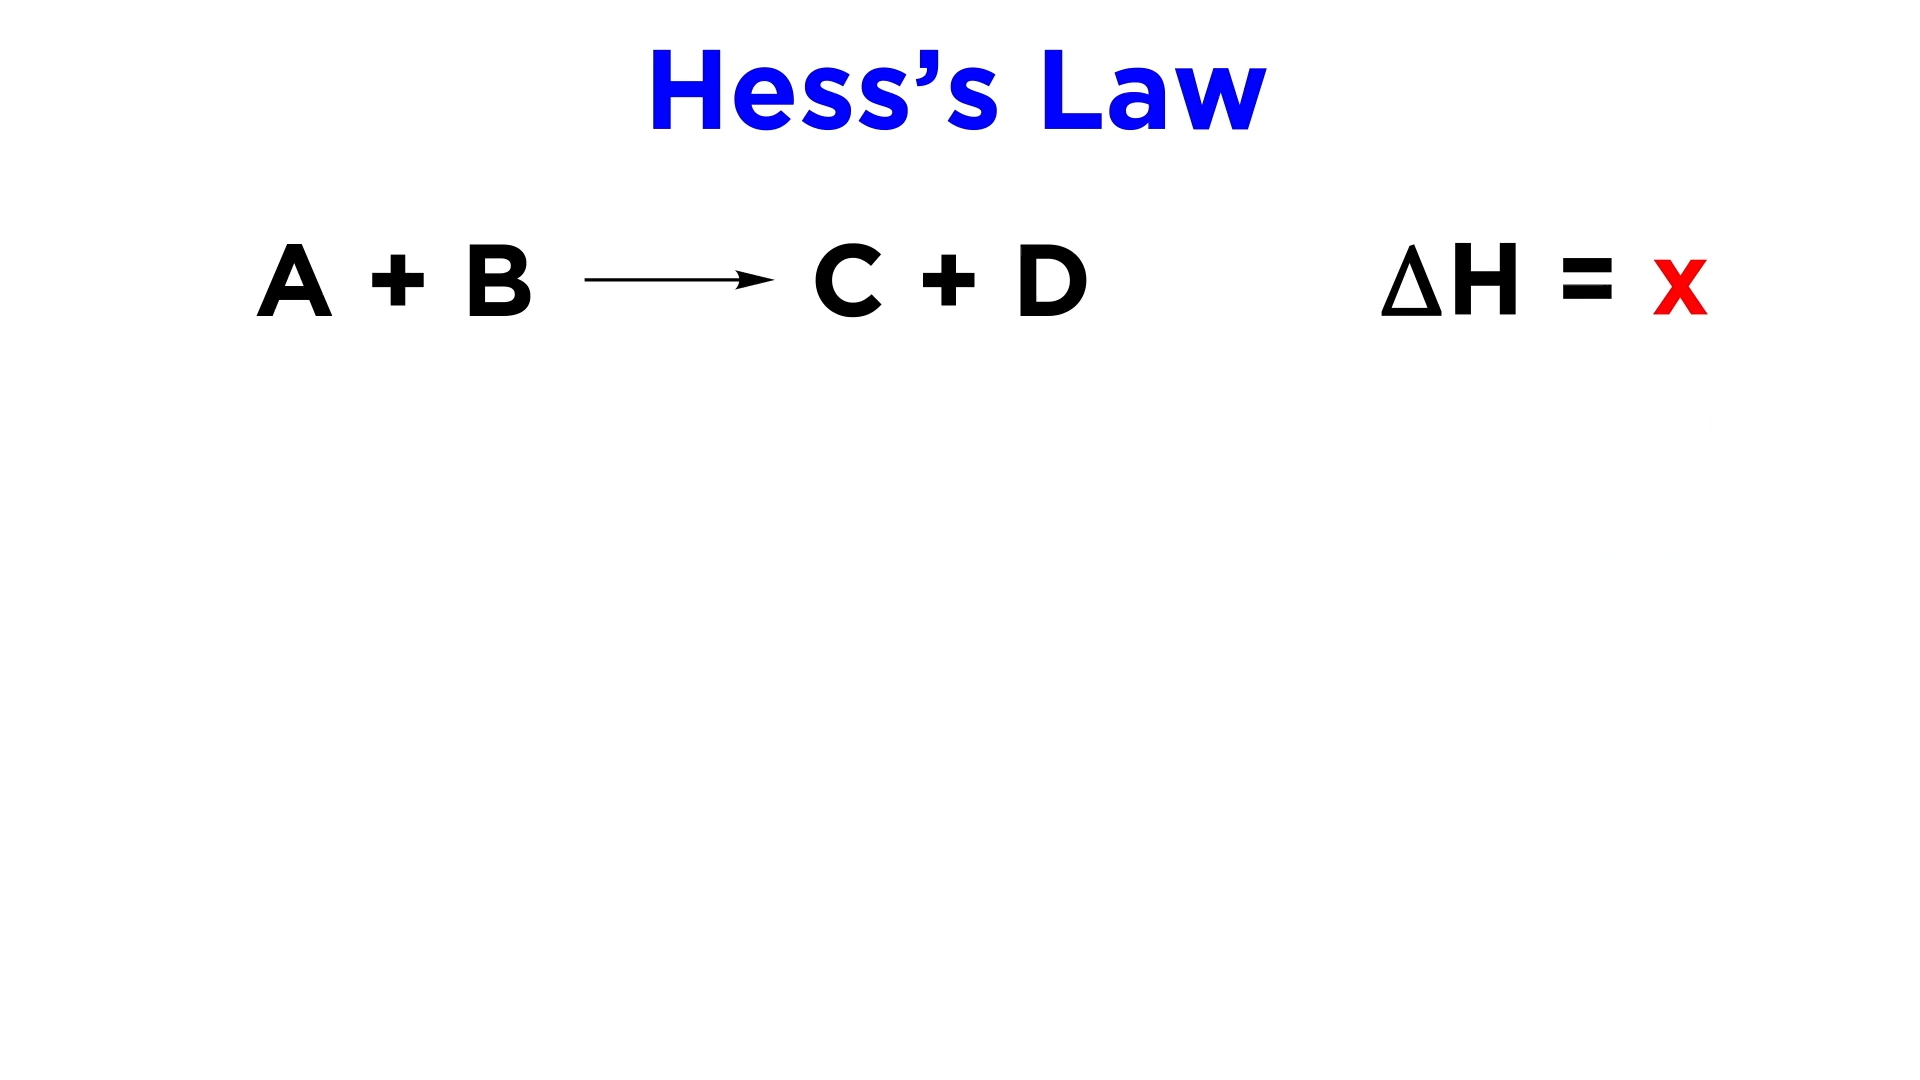 Hess’s Law
A + B ⟶ C + D ΔH = x